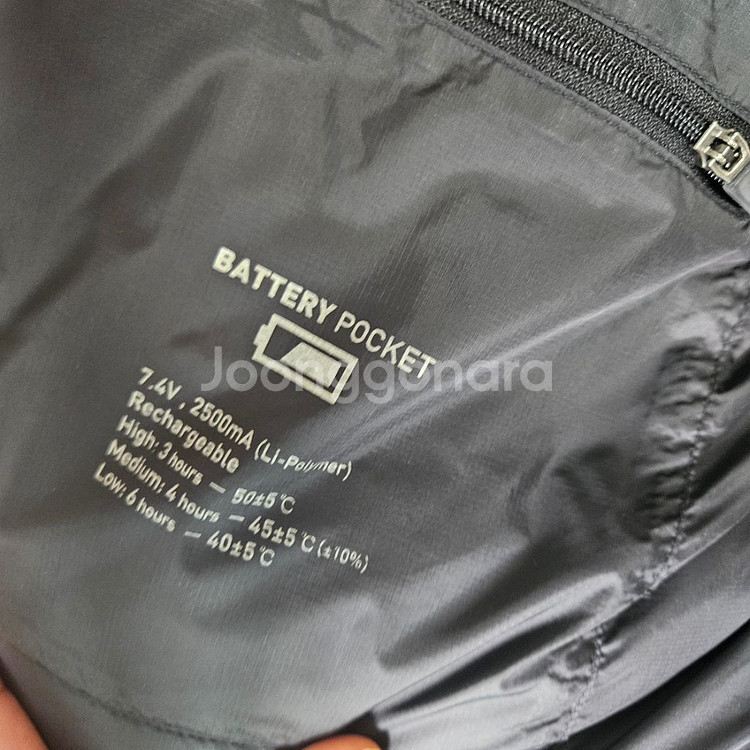 BATTERY POCKET
7.4V, 2500mA (Li-Polymer)
Rechargeable
High: 3 hours — 50±5℃
Medium: 4 hours — 45±5℃ (±10%)
Low: 6 hours — 40±5℃
Joonggonara